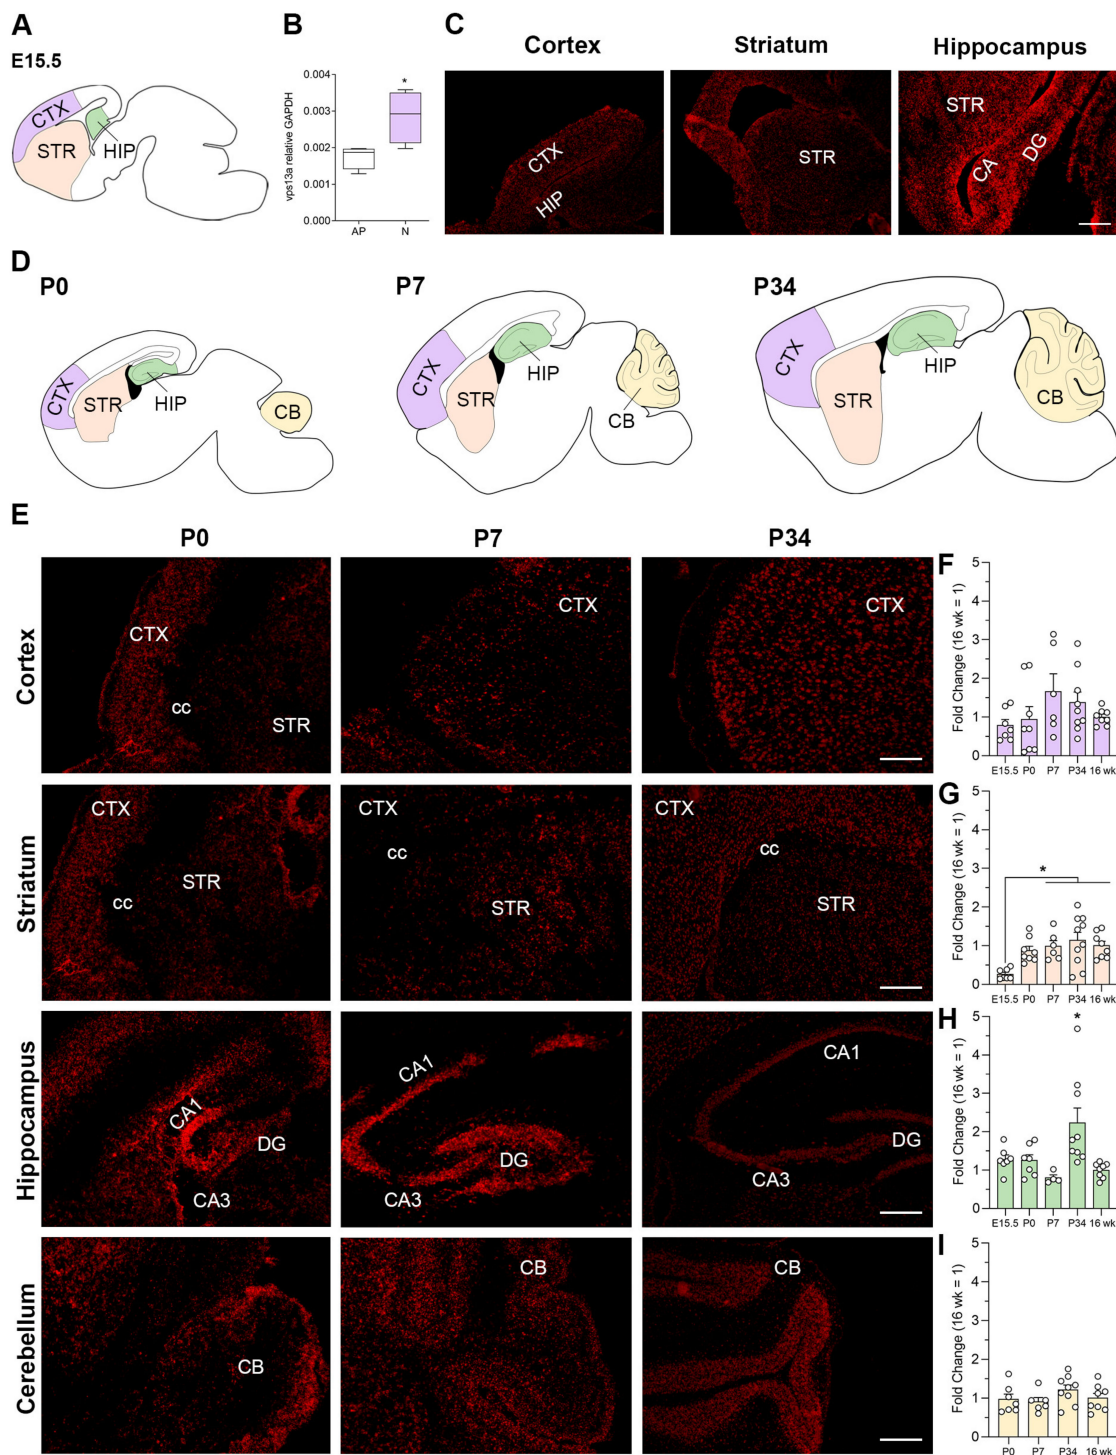 A
E15.5
CTX
STR
HIP
B
vps13a relative GAPDH
0.004
0.003
0.002
0.001
0.000
*
AP
N
C
Cortex
Striatum
Hippocampus
CTX
HIP
STR
STR
CA
DG
D
P0
P7
P34
CTX
STR
HIP
CB
CTX
STR
HIP
CB
CTX
STR
HIP
CB
E
P0
P7
P34
Cortex
CTX
cc
STR
CTX
CTX
Striatum
CTX
cc
STR
CTX
cc
STR
CTX
cc
STR
Hippocampus
CA1
DG
CA3
CA1
DG
CA3
CA1
DG
CA3
Cerebellum
CB
CB
CB
F
Fold Change (16 wk = 1)
5
4
3
2
1
0
E15.5 P0 P7 P34 16 wk
G
Fold Change (16 wk = 1)
5
4
3
2
1
0
*
E15.5 P0 P7 P34 16 wk
H
Fold Change (16 wk = 1)
5
4
3
2
1
0
*
E15.5 P0 P7 P34 16 wk
I
Fold Change (16 wk = 1)
5
4
3
2
1
0
P0 P7 P34 16 wk